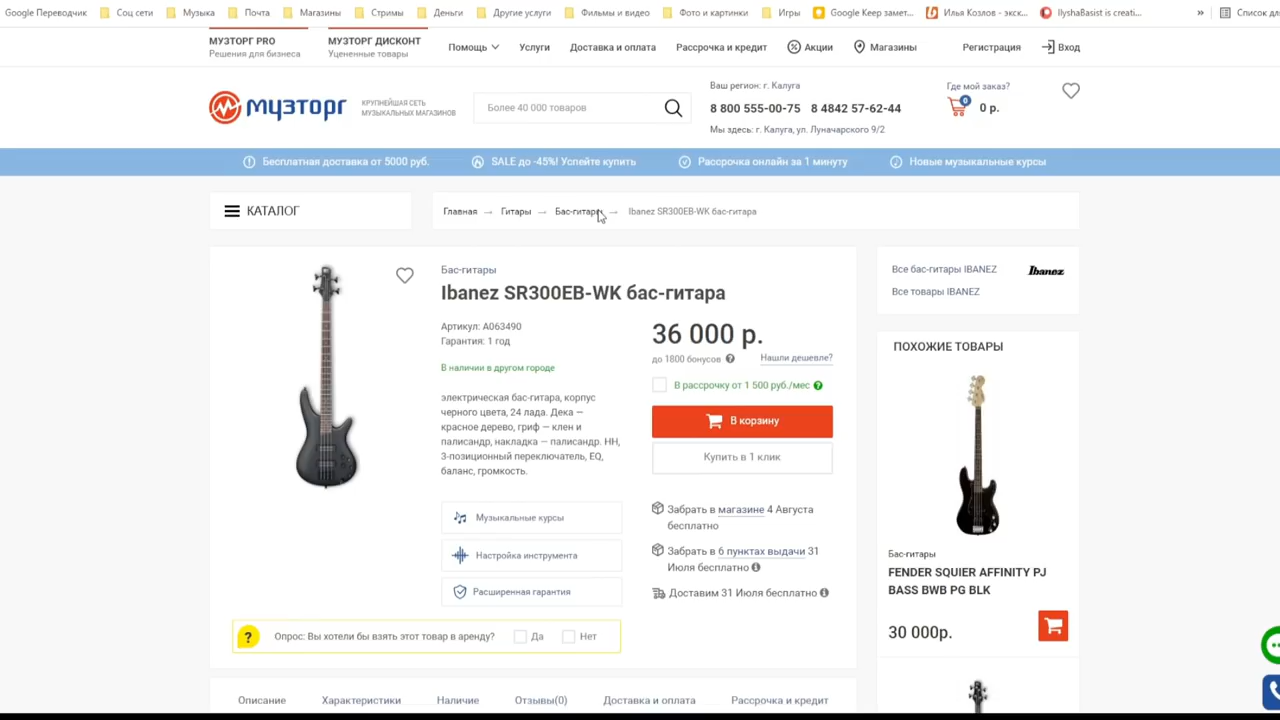 Google Переводчик Соц сети Музыка Почта Магазины Стримы Деньги Другие услуги Фильмы и видео Фото и картинки Игры Google Keep замет... Илья Козлов - экск... IlyshaBasist is creati... » Список для
МУЗТОРГ PRO
Решения для бизнеса
МУЗТОРГ ДИСКОНТ
Уцененные товары
Помощь Услуги Доставка и оплата Рассрочка и кредит Акции Магазины Регистрация Вход
музторг
КРУПНЕЙШАЯ СЕТЬ
МУЗЫКАЛЬНЫХ МАГАЗИНОВ
Более 40 000 товаров
Ваш регион: г. Калуга
8 800 555-00-75 8 4842 57-62-44
Мы здесь: г. Калуга, ул. Луначарского 9/2
Где мой заказ?
0 0 р.
Бесплатная доставка от 5000 руб. SALE до -45%! Успейте купить Рассрочка онлайн за 1 минуту Новые музыкальные курсы
КАТАЛОГ
Главная → Гитары → Бас-гитары → Ibanez SR300EB-WK бас-гитара
Бас-гитары
Ibanez SR300EB-WK бас-гитара
Артикул: A063490
Гарантия: 1 год
В наличии в другом городе
электрическая бас-гитара, корпус
черного цвета, 24 лада. Дека —
красное дерево, гриф — клен и
палисандр, накладка — палисандр. HH,
3-позиционный переключатель, EQ,
баланс, громкость.
Музыкальные курсы
Настройка инструмента
Расширенная гарантия
36 000 р.
до 1800 бонусов ? Нашли дешевле?
В рассрочку от 1 500 руб./мес ?
В корзину
Купить в 1 клик
Забрать в магазине 4 Августа
бесплатно
Забрать в 6 пунктах выдачи 31
Июля бесплатно
Доставим 31 Июля бесплатно
? Опрос: Вы хотели бы взять этот товар в аренду? Да Нет
Описание Характеристики Наличие Отзывы(0) Доставка и оплата Рассрочка и кредит
Все бас-гитары IBANEZ Ibanez
Все товары IBANEZ
ПОХОЖИЕ ТОВАРЫ
Бас-гитары
FENDER SQUIER AFFINITY PJ
BASS BWB PG BLK
30 000р.